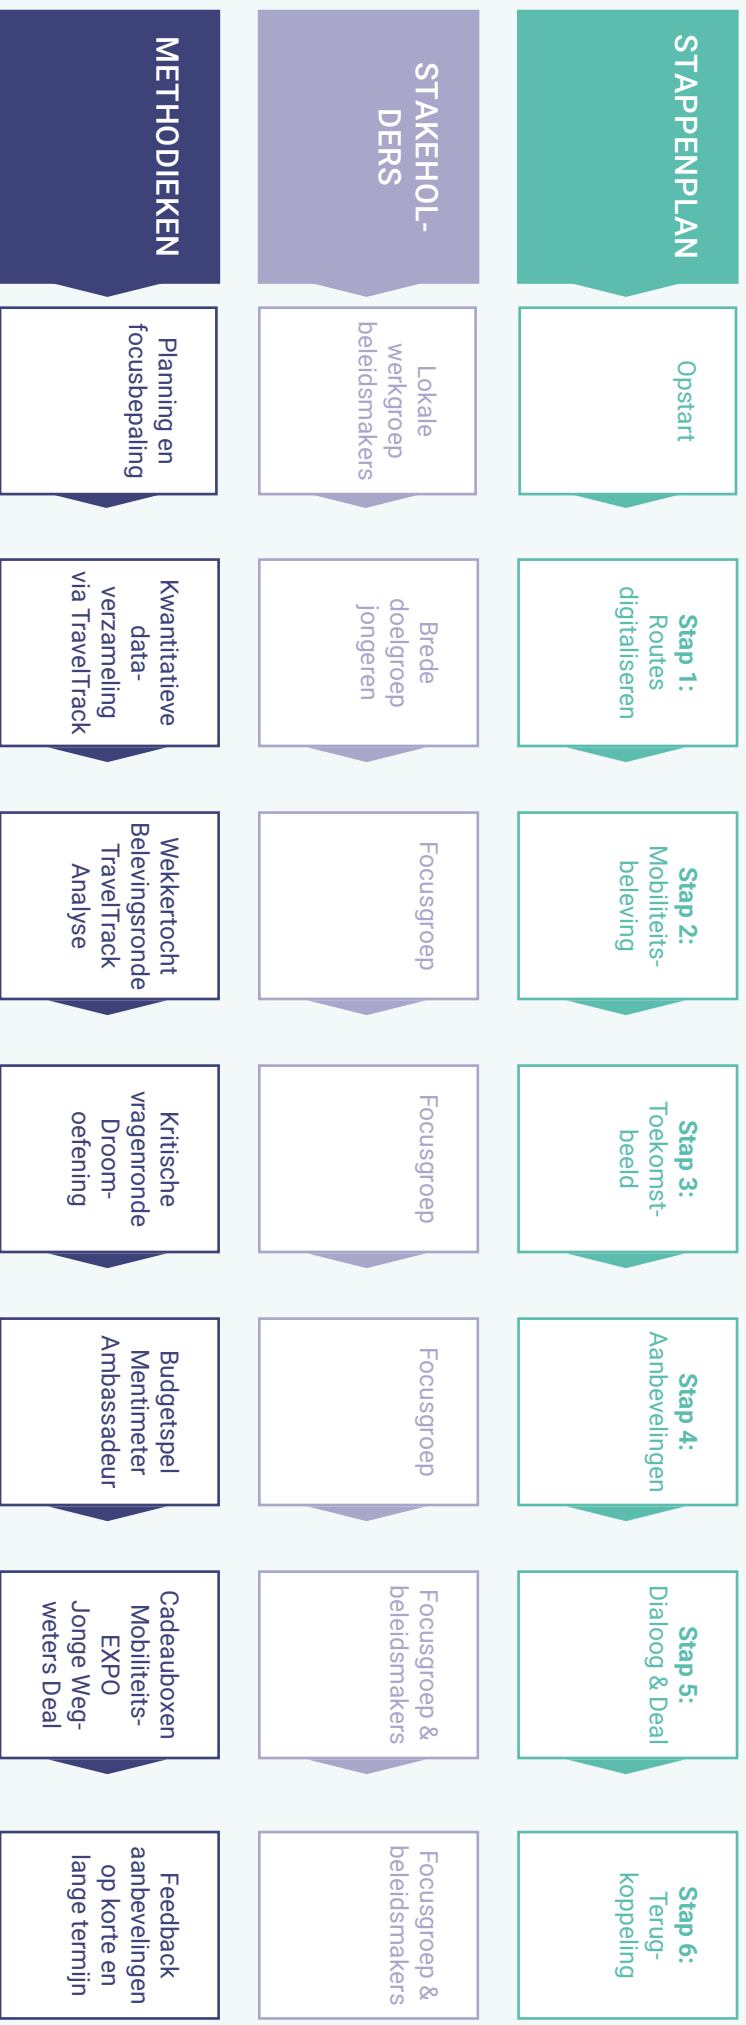 STAPPENPLAN
Opstart
Stap 1:
Routes
digitaliseren
Stap 2:
Mobiliteits-
beleving
Stap 3:
Toekomst-
beeld
Stap 4:
Aanbevelingen
Stap 5:
Dialoog & Deal
Stap 6:
Terug-
koppeling
STAKEHOL-
DERS
Lokale
werkgroep
beleidsmakers
Brede
doelgroep
jongeren
Focusgroep
Focusgroep
Focusgroep
Focusgroep &
beleidsmakers
Focusgroep &
beleidsmakers
METHODIEKEN
Planning en
focusbepaling
Kwantitatieve
data-
verzameling
via TravelTrack
Wekkertocht
Belevingsronde
TravelTrack
Analyse
Kritische
vragenronde
Droom-
oefening
Budgetspel
Mentimeter
Ambassadeur
Cadeauboxen
Mobiliteits-
EXPO
Jonge Weg-
weters Deal
Feedback
aanbevelingen
op korte en
lange termijn